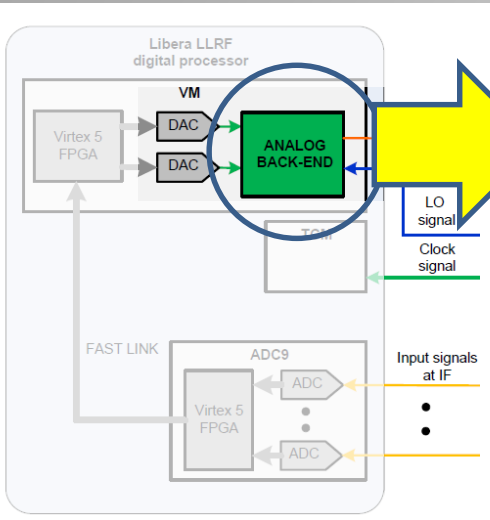 Libera LLRF
digital processor
VM
DAC
DAC
Virtex 5
FPGA
ANALOG
BACK-END
LO
signal
TCM
Clock
signal
FAST LINK
ADC9
Virtex 5
FPGA
ADC
ADC
Input signals
at IF